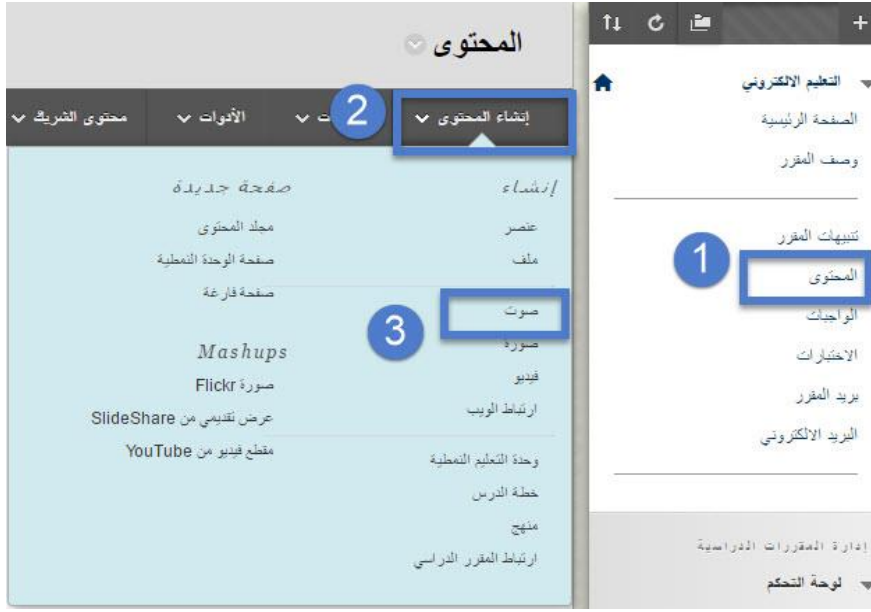 التعليم الالكتروني
الصفحة الرئيسية
وصف المقرر
تنبيهات المقرر
1
المحتوى
الواجبات
الاختبارات
بريد المقرر
البريد الالكتروني
إدارة المقررات الدراسية
لوحة التحكم
المحتوى
إنشاء المحتوى
2
الأدوات
محتوى الشريك
إنشاء
عنصر
ملف
صوت
3
صورة
فيديو
ارتباط الويب
وحدة التعليم النمطية
خطة الدرس
منهج
ارتباط المقرر الدراسي
صفحة جديدة
مجلد المحتوى
صفحة الوحدة النمطية
صفحة فارغة
Mashups
صورة Flickr
عرض تقديمي من SlideShare
مقطع فيديو من YouTube